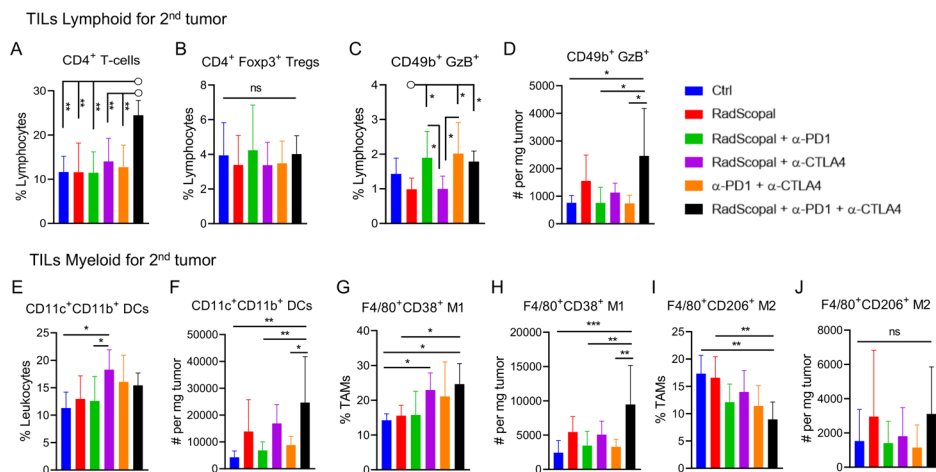 TILs Lymphoid for 2nd tumor
A
CD4+ T-cells
% Lymphocytes
0
10
20
30
40
**
**
**
**
**
B
CD4+ Foxp3+ Tregs
% Lymphocytes
0
2
4
6
8
10
ns
C
CD49b+ GzB+
% Lymphocytes
0
1
2
3
4
*
*
*
*
*
D
CD49b+ GzB+
# per mg tumor
0
1000
2000
3000
4000
5000
*
*
*
Ctrl
RadScopal
RadScopal + α-PD1
RadScopal + α-CTLA4
α-PD1 + α-CTLA4
RadScopal + α-PD1 + α-CTLA4
TILs Myeloid for 2nd tumor
E
CD11c+CD11b+ DCs
% Leukocytes
0
5
10
15
20
25
*
*
F
CD11c+CD11b+ DCs
# per mg tumor
0
10000
20000
30000
40000
50000
**
**
*
G
F4/80+CD38+ M1
% TAMs
0
10
20
30
40
*
*
*
H
F4/80+CD38+ M1
# per mg tumor
0
5000
10000
15000
20000
***
**
**
I
F4/80+CD206+ M2
% TAMs
0
5
10
15
20
25
**
**
J
F4/80+CD206+ M2
# per mg tumor
0
2000
4000
6000
8000
ns